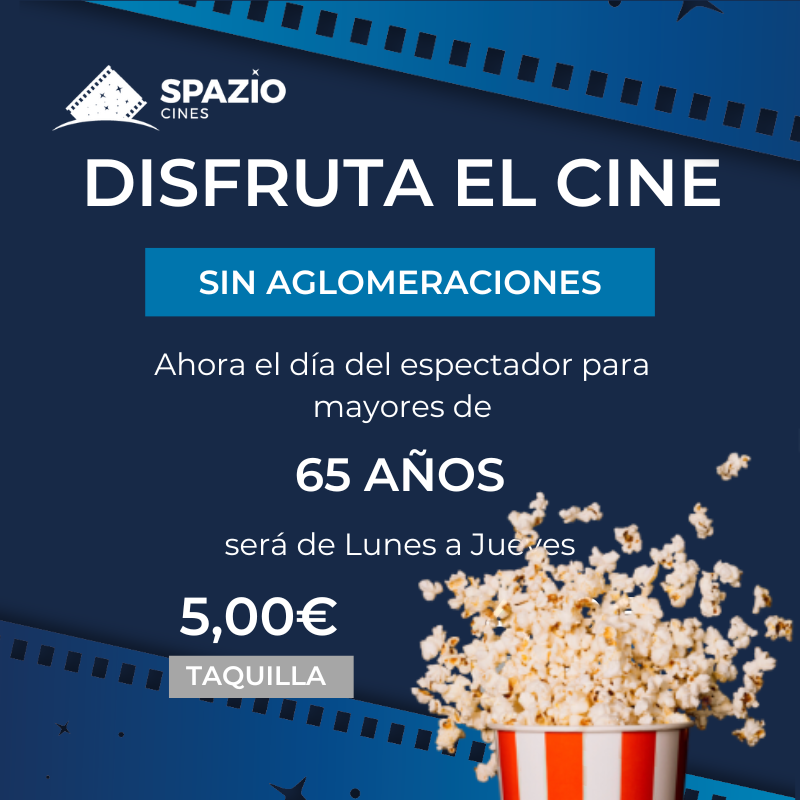 SPAZIO
CINES
DISFRUTA EL CINE
SIN AGLOMERACIONES
Ahora el día del espectador para
mayores de
65 AÑOS
será de Lunes a Jueves
5,00€
TAQUILLA